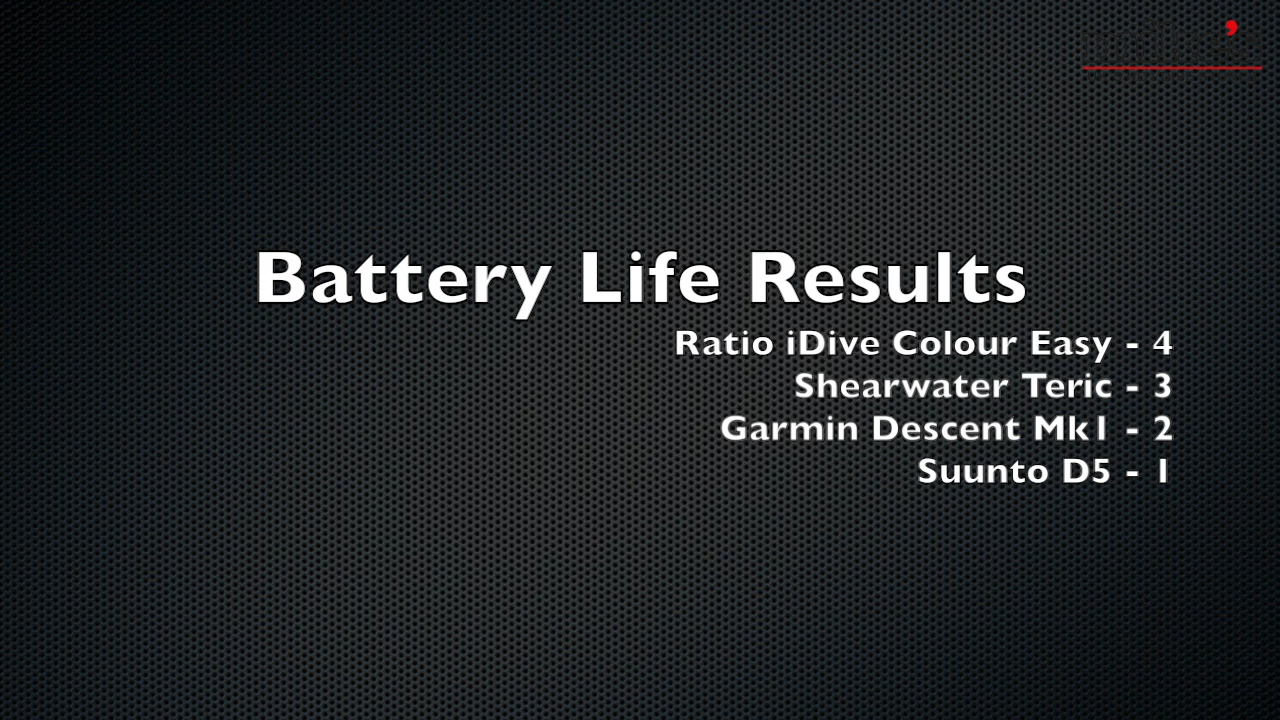 Battery Life Results
Ratio iDive Colour Easy - 4
Shearwater Teric - 3
Garmin Descent Mk1 - 2
Suunto D5 - 1